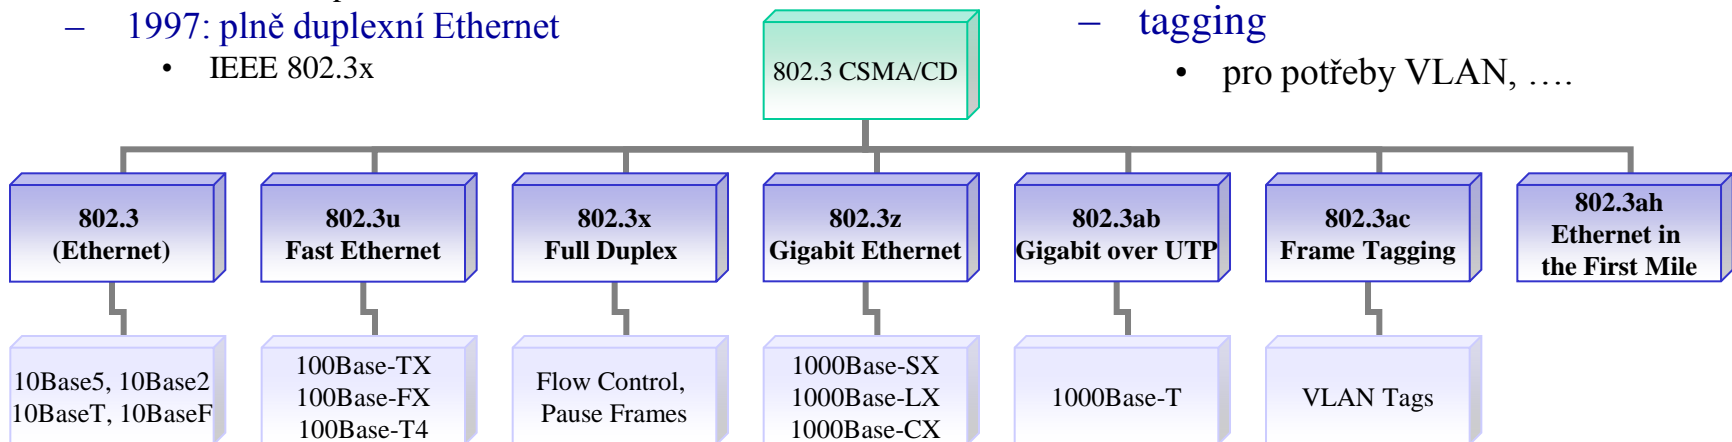 – 1997: plně duplexní Ethernet
• IEEE 802.3x
– tagging
• pro potřeby VLAN, ….
802.3 CSMA/CD
802.3
(Ethernet)
802.3u
Fast Ethernet
802.3x
Full Duplex
802.3z
Gigabit Ethernet
802.3ab
Gigabit over UTP
802.3ac
Frame Tagging
802.3ah
Ethernet in
the First Mile
10Base5, 10Base2
10BaseT, 10BaseF
100Base-TX
100Base-FX
100Base-T4
Flow Control,
Pause Frames
1000Base-SX
1000Base-LX
1000Base-CX
1000Base-T
VLAN Tags